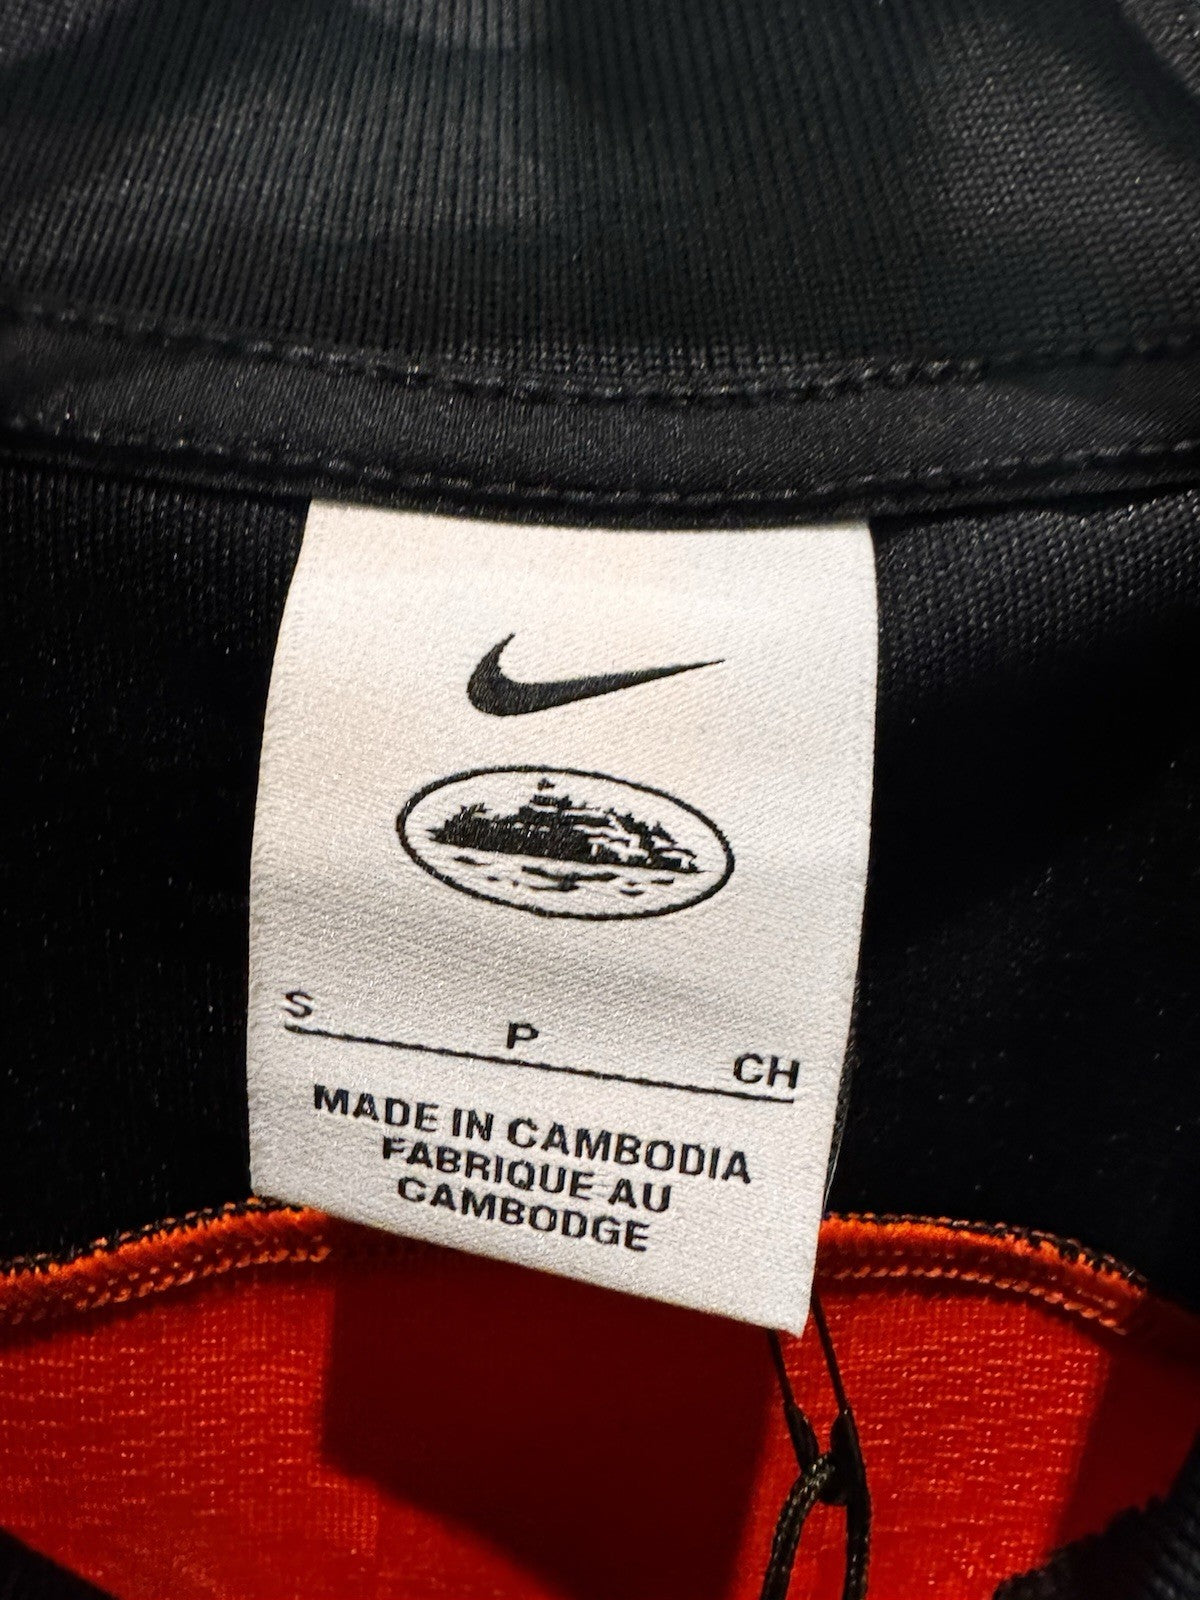 S P CH
MADE IN CAMBODIA
FABRIQUE AU
CAMBODGE